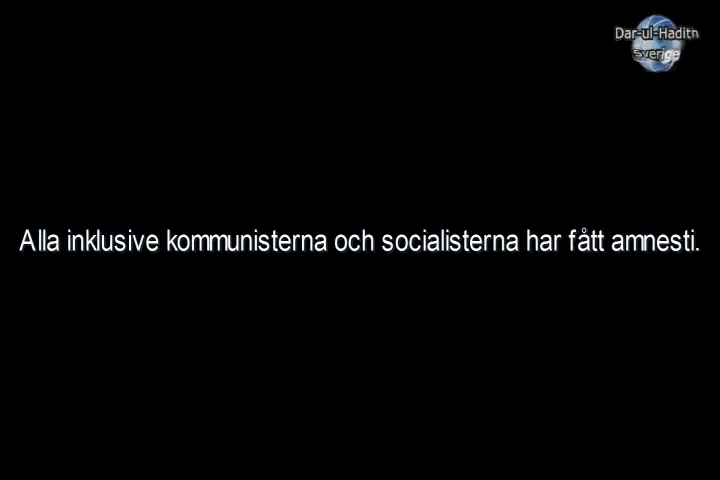 Dar-ul-Hadith
Sverige
Alla inklusive kommunisterna och socialisterna har fått amnesti.